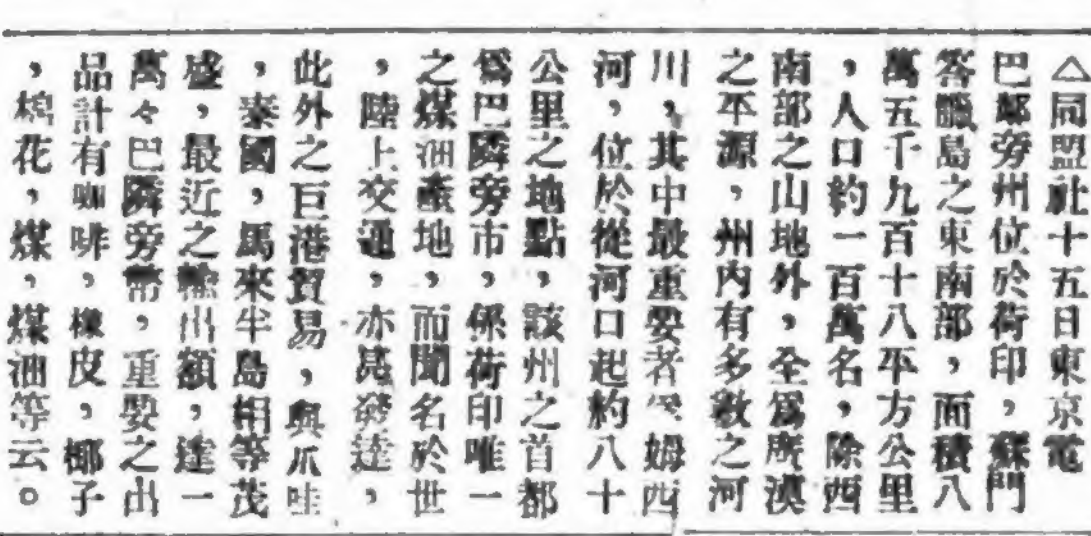 △同盟社十五日東京電
巴鄰旁州位於荷印，蘇門
答臘島之東南部，面積八
萬五千九百十八平方公里
，人口約一百萬名，除西
南部之山地外，全爲所漠
之平源，州内有多數之河
川，其中最重要者爲姆西
河，位於從河口起約八十
公里之地點，該州之首都
爲巴隣旁市，係荷印唯一
之煤油產地，而聞名於世
，陸上交通，亦甚發達，
此外之巨港貿易，與爪哇
，泰國，馬來半島相等茂
盛，最近之輸出額，達一
萬々巴隣旁幣，重要之出
品計有咖啡，橡皮，椰子
，棉花，煤，煤油等云。